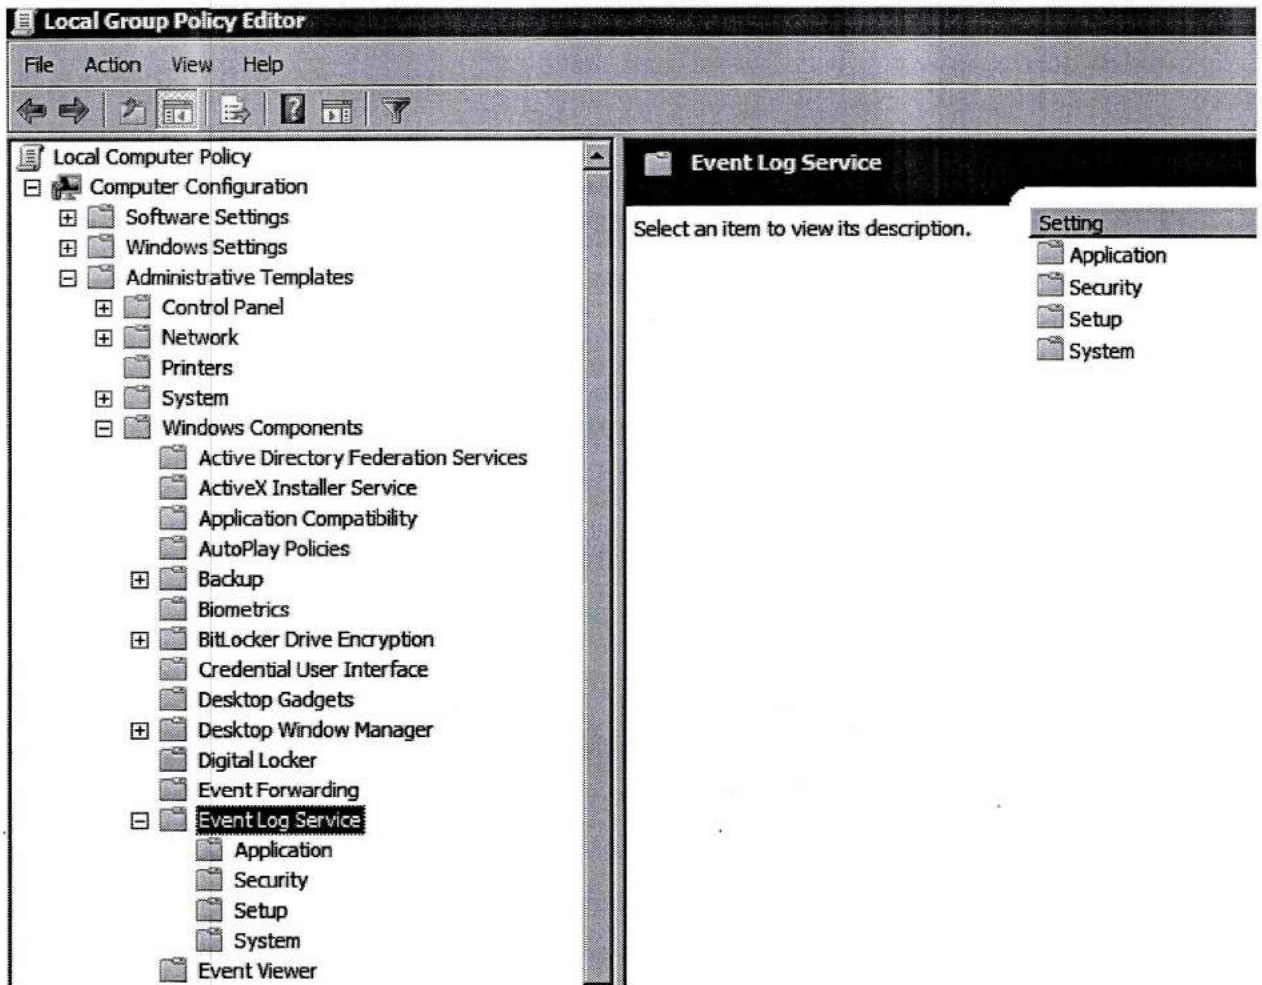 Local Group Policy Editor
File Action View Help
Local Computer Policy
Computer Configuration
Software Settings
Windows Settings
Administrative Templates
Control Panel
Network
Printers
System
Windows Components
Active Directory Federation Services
ActiveX Installer Service
Application Compatibility
AutoPlay Policies
Backup
Biometrics
BitLocker Drive Encryption
Credential User Interface
Desktop Gadgets
Desktop Window Manager
Digital Locker
Event Forwarding
Event Log Service
Application
Security
Setup
System
Event Viewer
Event Log Service
Select an item to view its description.
Setting
Application
Security
Setup
System